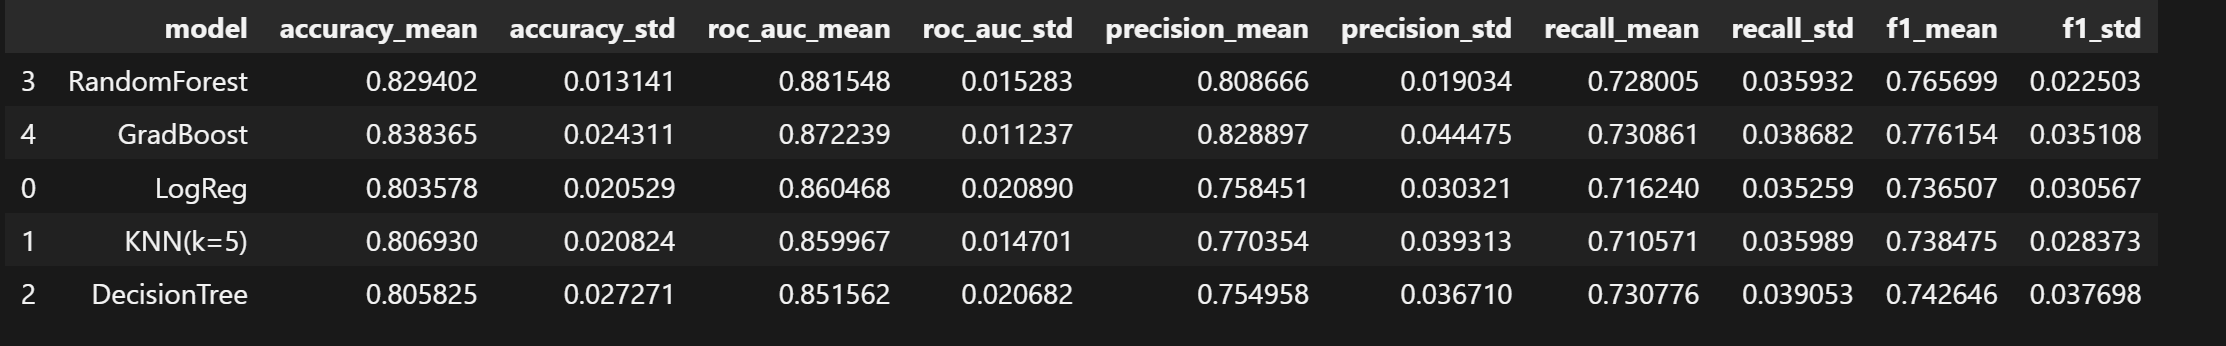 model accuracy_mean accuracy_std roc_auc_mean roc_auc_std precision_mean precision_std recall_mean recall_std f1_mean f1_std
3 RandomForest 0.829402 0.013141 0.881548 0.015283 0.808666 0.019034 0.728005 0.035932 0.765699 0.022503
4 GradBoost 0.838365 0.024311 0.872239 0.011237 0.828897 0.044475 0.730861 0.038682 0.776154 0.035108
0 LogReg 0.803578 0.020529 0.860468 0.020890 0.758451 0.030321 0.716240 0.035259 0.736507 0.030567
1 KNN(k=5) 0.806930 0.020824 0.859967 0.014701 0.770354 0.039313 0.710571 0.035989 0.738475 0.028373
2 DecisionTree 0.805825 0.027271 0.851562 0.020682 0.754958 0.036710 0.730776 0.039053 0.742646 0.037698